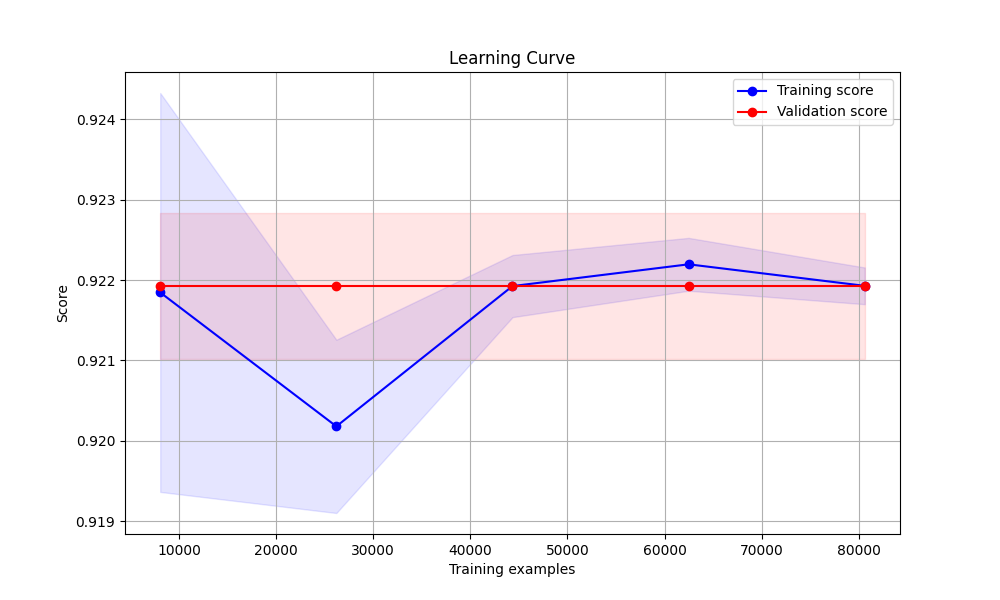 Learning Curve
Training score
Validation score
0.924
0.923
0.922
0.921
0.920
0.919
Score
10000 20000 30000 40000 50000 60000 70000 80000
Training examples